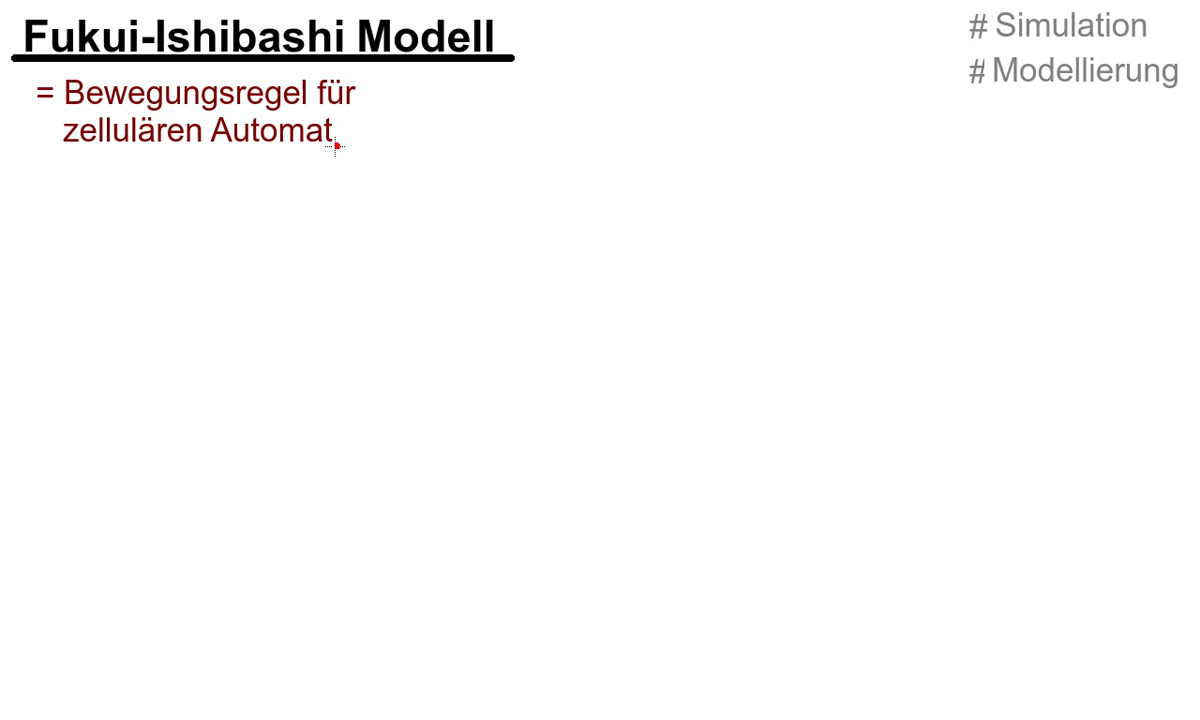 Fukui-Ishibashi Modell
# Simulation
# Modellierung
= Bewegungsregel für
zellulären Automat